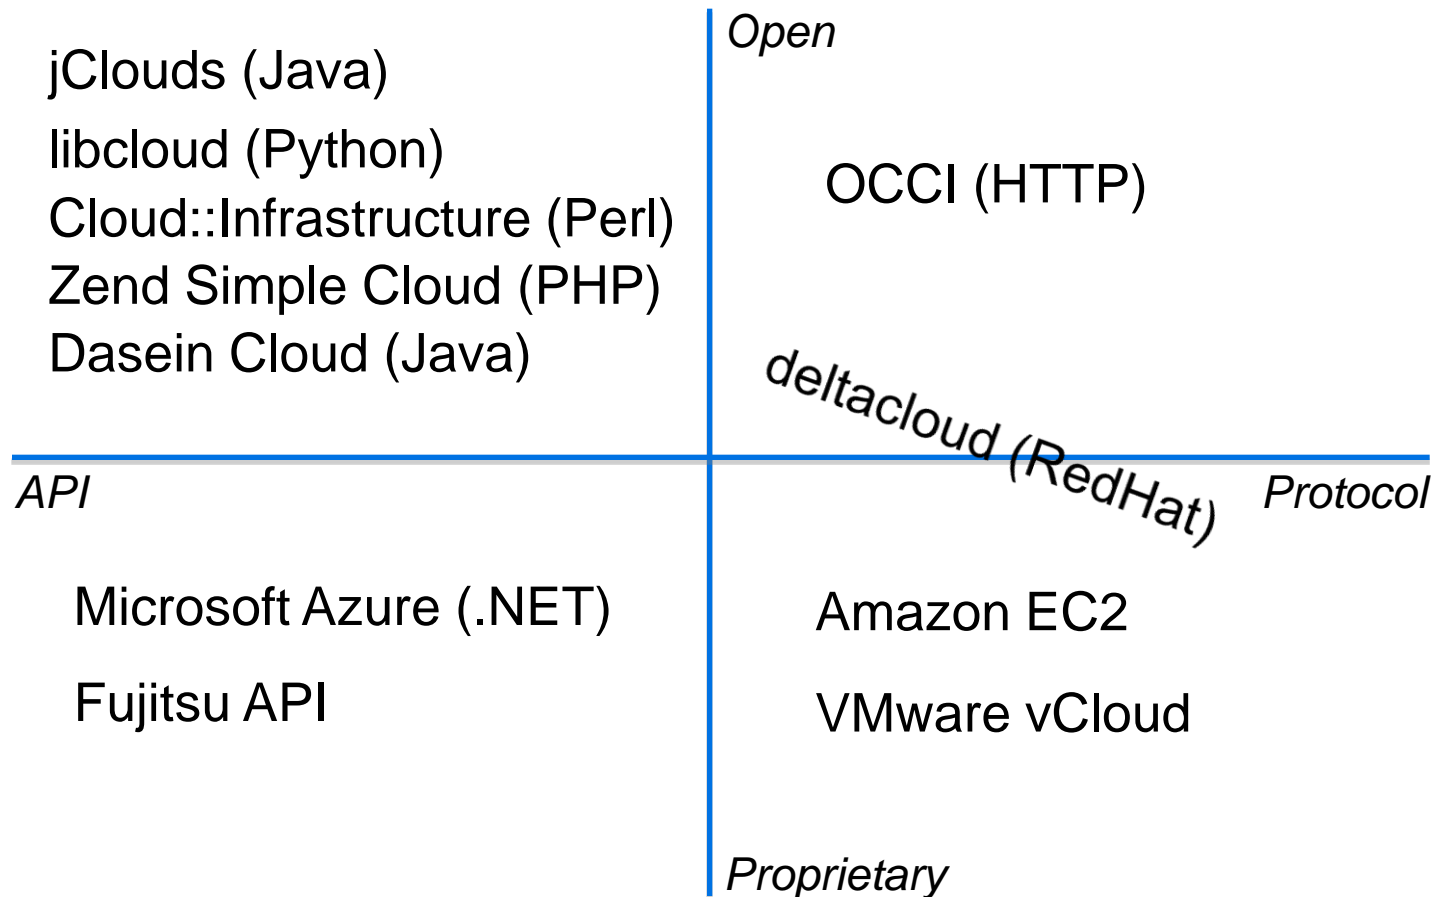 Open
jClouds (Java)
libcloud (Python)
Cloud::Infrastructure (Perl)
Zend Simple Cloud (PHP)
Dasein Cloud (Java)
OCCI (HTTP)
deltacloud (RedHat)
API
Protocol
Microsoft Azure (.NET)
Fujitsu API
Amazon EC2
VMware vCloud
Proprietary